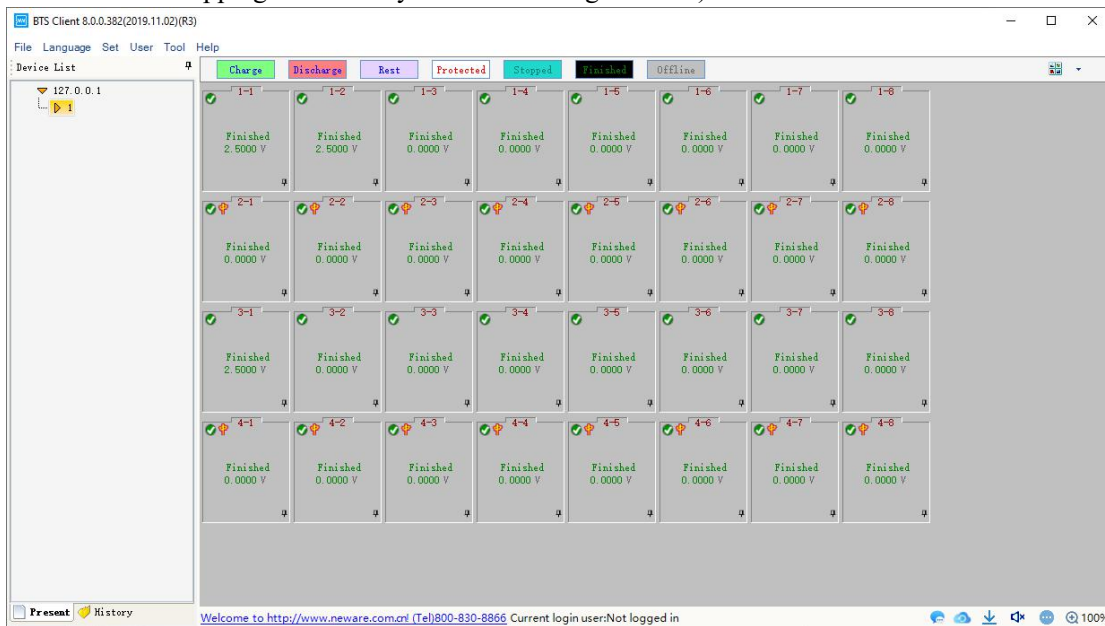 BTS Client 8.0.0.382(2019.11.02)(R3)
File Language Set User Tool Help
Device List
Charge Discharge Rest Protected Stopped Finished Offline
127.0.0.1
1
1-1 1-2 1-3 1-4 1-5 1-6 1-7 1-8
Finished Finished Finished Finished Finished Finished Finished Finished
2.5000 V 2.5000 V 0.0000 V 0.0000 V 0.0000 V 0.0000 V 0.0000 V 0.0000 V
2-1 2-2 2-3 2-4 2-5 2-6 2-7 2-8
Finished Finished Finished Finished Finished Finished Finished Finished
0.0000 V 0.0000 V 0.0000 V 0.0000 V 0.0000 V 0.0000 V 0.0000 V 0.0000 V
3-1 3-2 3-3 3-4 3-5 3-6 3-7 3-8
Finished Finished Finished Finished Finished Finished Finished Finished
2.5000 V 0.0000 V 0.0000 V 0.0000 V 0.0000 V 0.0000 V 0.0000 V 0.0000 V
4-1 4-2 4-3 4-4 4-5 4-6 4-7 4-8
Finished Finished Finished Finished Finished Finished Finished Finished
0.0000 V 0.0000 V 0.0000 V 0.0000 V 0.0000 V 0.0000 V 0.0000 V 0.0000 V
Present History
Welcome to http://www.neware.com.cn! (Tel)800-830-8866 Current login user:Not logged in
100%